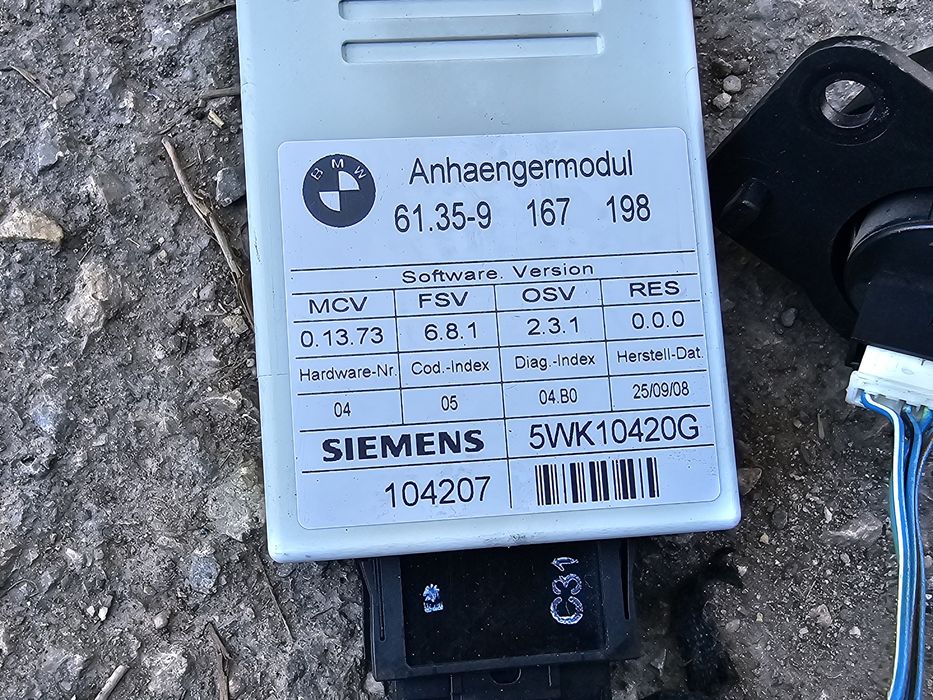 BMW
Anhaengermodul
61.35-9 167 198
Software. Version
MCV FSV OSV RES
0.13.73 6.8.1 2.3.1 0.0.0
Hardware-Nr. Cod.-Index Diag.-Index Herstell-Dat.
04 05 04.B0 25/09/08
SIEMENS 5WK10420G
104207
C31